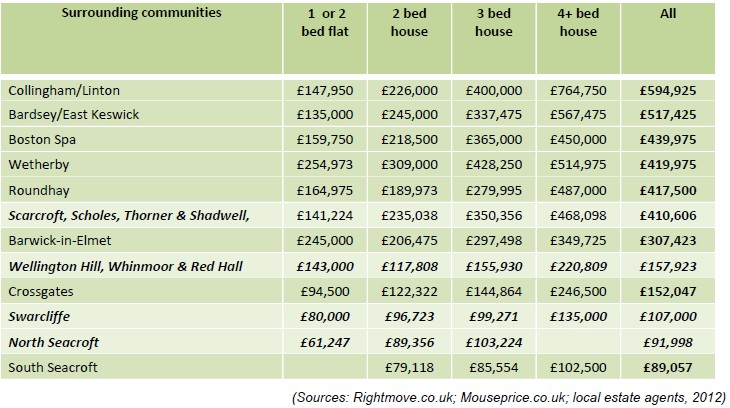 Surrounding communities 1 or 2 bed flat 2 bed house 3 bed house 4+ bed house All
Collingham/Linton £147,950 £226,000 £400,000 £764,750 £594,925
Bardsey/East Keswick £135,000 £245,000 £337,475 £567,475 £517,425
Boston Spa £159,750 £218,500 £365,000 £450,000 £439,975
Wetherby £254,973 £309,000 £428,250 £514,975 £419,975
Roundhay £164,975 £189,973 £279,995 £487,000 £417,500
Scarcroft, Scholes, Thorner & Shadwell, £141,224 £235,038 £350,356 £468,098 £410,606
Barwick-in-Elmet £245,000 £206,475 £297,498 £349,725 £307,423
Wellington Hill, Whinmoor & Red Hall £143,000 £117,808 £155,930 £220,809 £157,923
Crossgates £94,500 £122,322 £144,864 £246,500 £152,047
Swarcliffe £80,000 £96,723 £99,271 £135,000 £107,000
North Seacroft £61,247 £89,356 £103,224 £91,998
South Seacroft £79,118 £85,554 £102,500 £89,057
(Sources: Rightmove.co.uk; Mouseprice.co.uk; local estate agents, 2012)